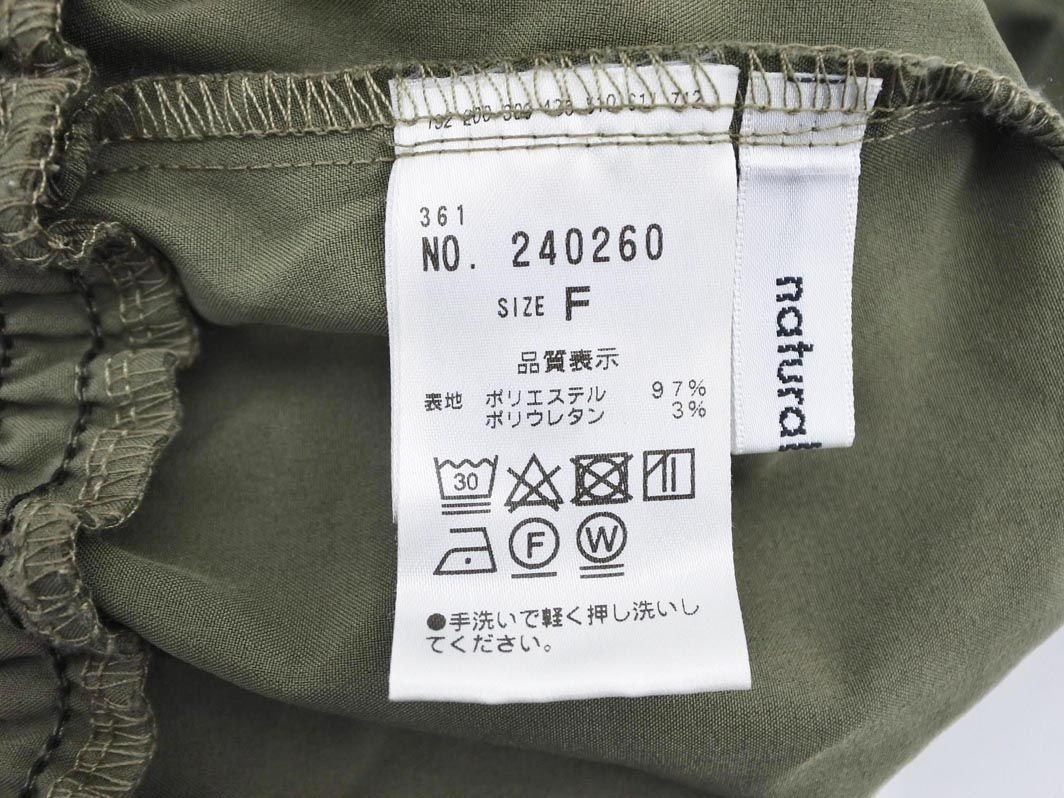 361
NO. 240260
SIZE F
品質表示
表地 ポリエステル 97%
ポリウレタン 3%
30
F
W
●手洗いで軽く押し洗いし
てください。